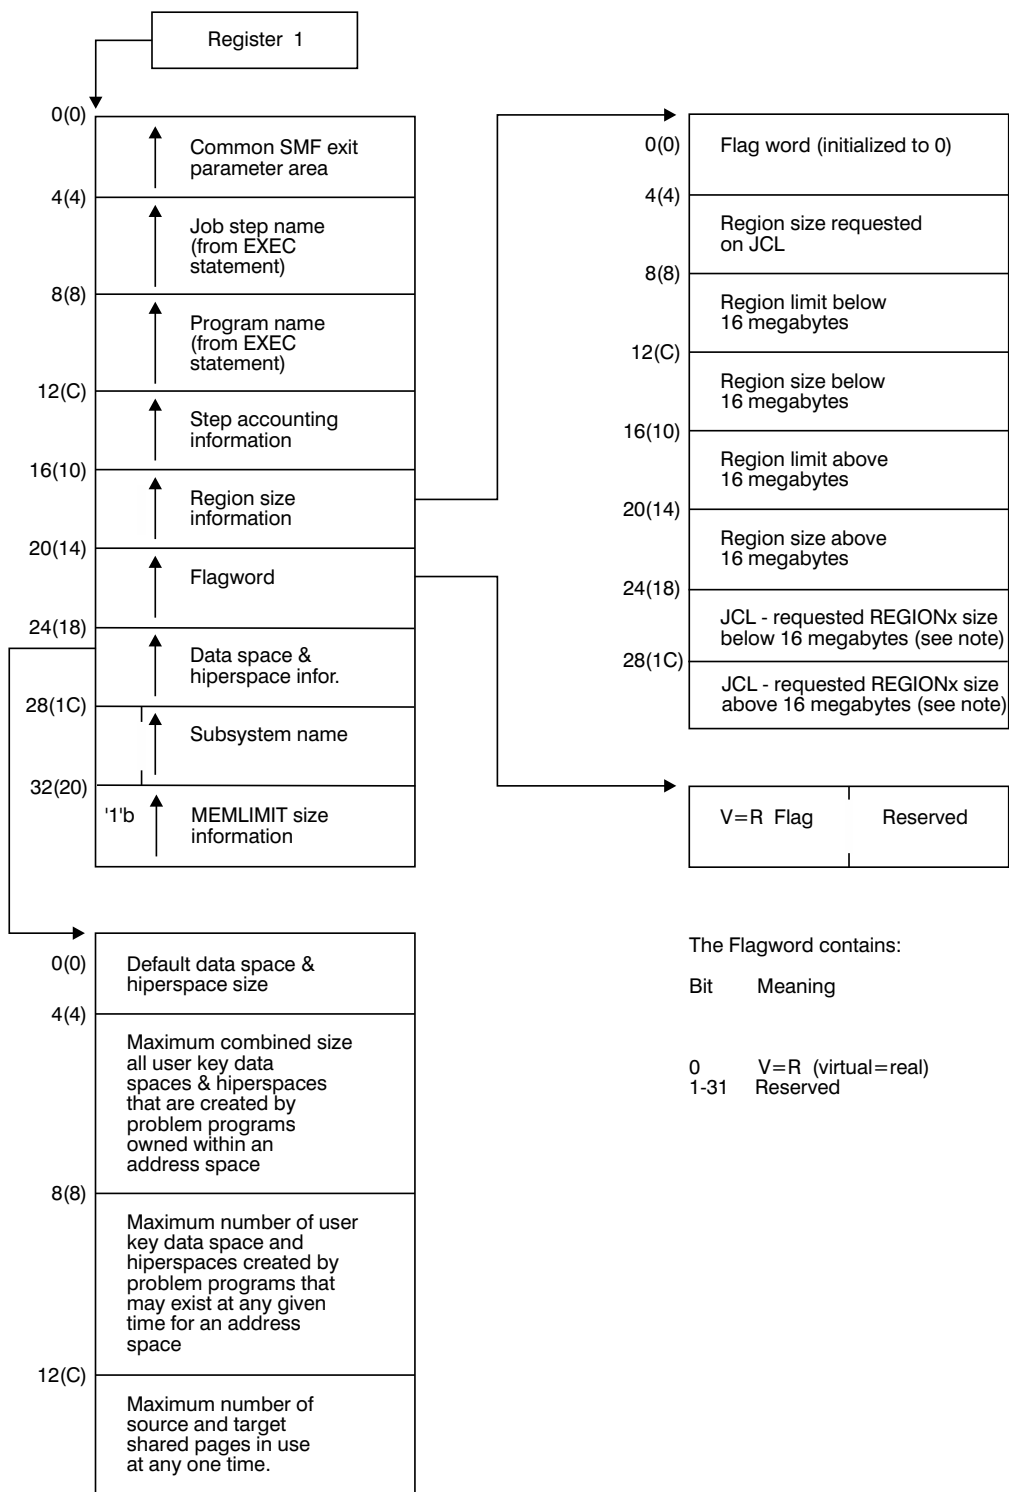 Register 1
0(0)
Common SMF exit
parameter area
4(4)
Job step name
(from EXEC
statement)
8(8)
Program name
(from EXEC
statement)
12(C)
Step accounting
information
16(10)
Region size
information
20(14)
Flagword
24(18)
Data space &
hiperspace infor.
28(1C)
Subsystem name
32(20)
'1'b
MEMLIMIT size
information
0(0)
Flag word (initialized to 0)
4(4)
Region size requested
on JCL
8(8)
Region limit below
16 megabytes
12(C)
Region size below
16 megabytes
16(10)
Region limit above
16 megabytes
20(14)
Region size above
16 megabytes
24(18)
JCL - requested REGIONx size
below 16 megabytes (see note)
28(1C)
JCL - requested REGIONx size
above 16 megabytes (see note)
V=R Flag
Reserved
The Flagword contains:
Bit Meaning
0 V=R (virtual=real)
1-31 Reserved
0(0)
Default data space &
hiperspace size
4(4)
Maximum combined size
all user key data
spaces & hiperspaces
that are created by
problem programs
owned within an
address space
8(8)
Maximum number of user
key data space and
hiperspaces created by
problem programs that
may exist at any given
time for an address
space
12(C)
Maximum number of
source and target
shared pages in use
at any one time.